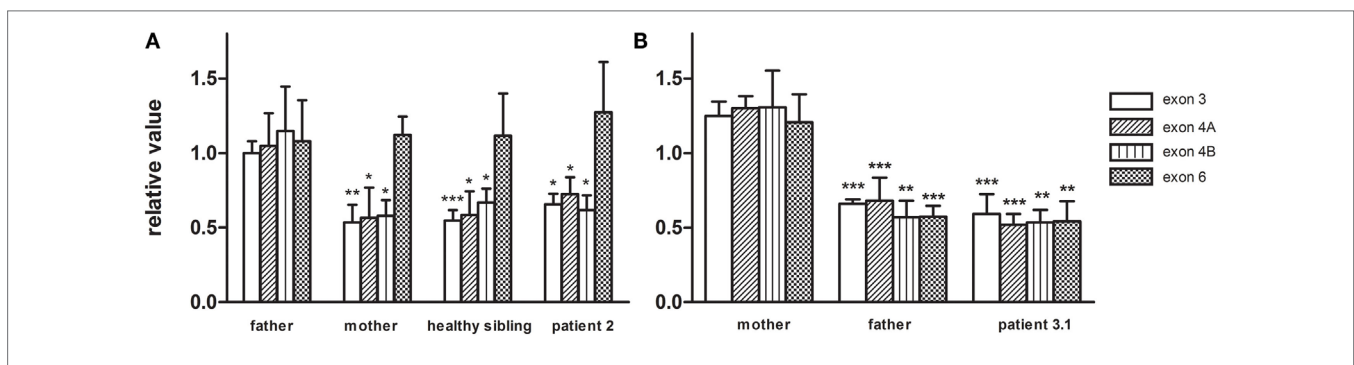 A
relative value
1.5
1.0
0.5
0.0
** * *
*** * *
* * *
father mother healthy sibling patient 2
B
1.5
1.0
0.5
0.0
*** *** ** ***
*** *** ** **
mother father patient 3.1
exon 3
exon 4A
exon 4B
exon 6